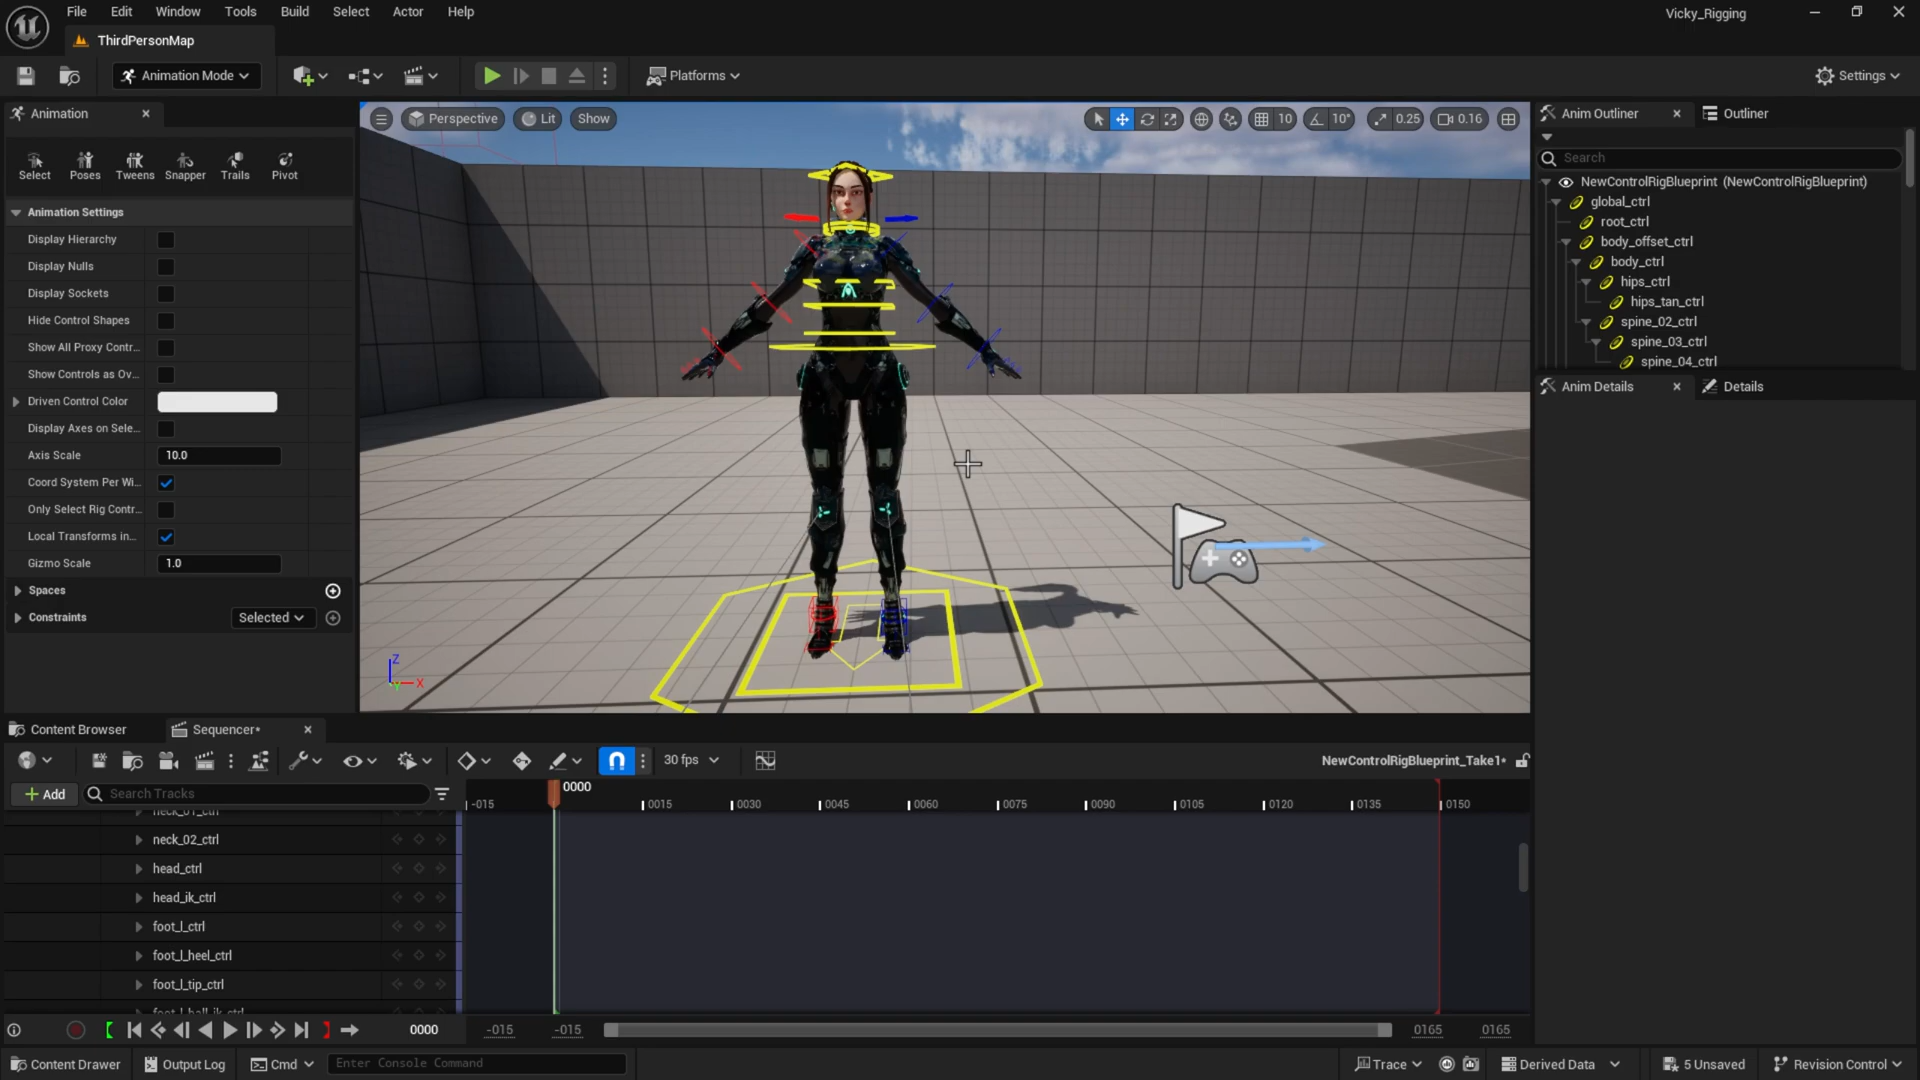 File Edit Window Tools Build Select Actor Help
Vicky_Rigging
ThirdPersonMap
Animation Mode
Platforms
Settings
Animation
Select Poses Tweens Snapper Trails Pivot
Animation Settings
Display Hierarchy
Display Nulls
Display Sockets
Hide Control Shapes
Show All Proxy Contr...
Show Controls as Ov...
Driven Control Color
Display Axes on Sele...
Axis Scale 10.0
Coord System Per Wi...
Only Select Rig Contr...
Local Transforms in...
Gizmo Scale 1.0
Spaces
Constraints Selected
Perspective Lit Show
10 10° 0.25 0.16
Z
Y X
Anim Outliner Outliner
Search
NewControlRigBlueprint (NewControlRigBlueprint)
global_ctrl
root_ctrl
body_offset_ctrl
body_ctrl
hips_ctrl
hips_tan_ctrl
spine_02_ctrl
spine_03_ctrl
spine_04_ctrl
Anim Details Details
Content Browser Sequencer*
30 fps
NewControlRigBlueprint_Take1*
Add Search Tracks
0000
-015 0015 0030 0045 0060 0075 0090 0105 0120 0135 0150
neck_01_ctrl
neck_02_ctrl
head_ctrl
head_ik_ctrl
foot_l_ctrl
foot_l_heel_ctrl
foot_l_tip_ctrl
foot_l_ball_ik_ctrl
0000 -015 -015 0165 0165
Content Drawer Output Log Cmd Enter Console Command
Trace Derived Data 5 Unsaved Revision Control